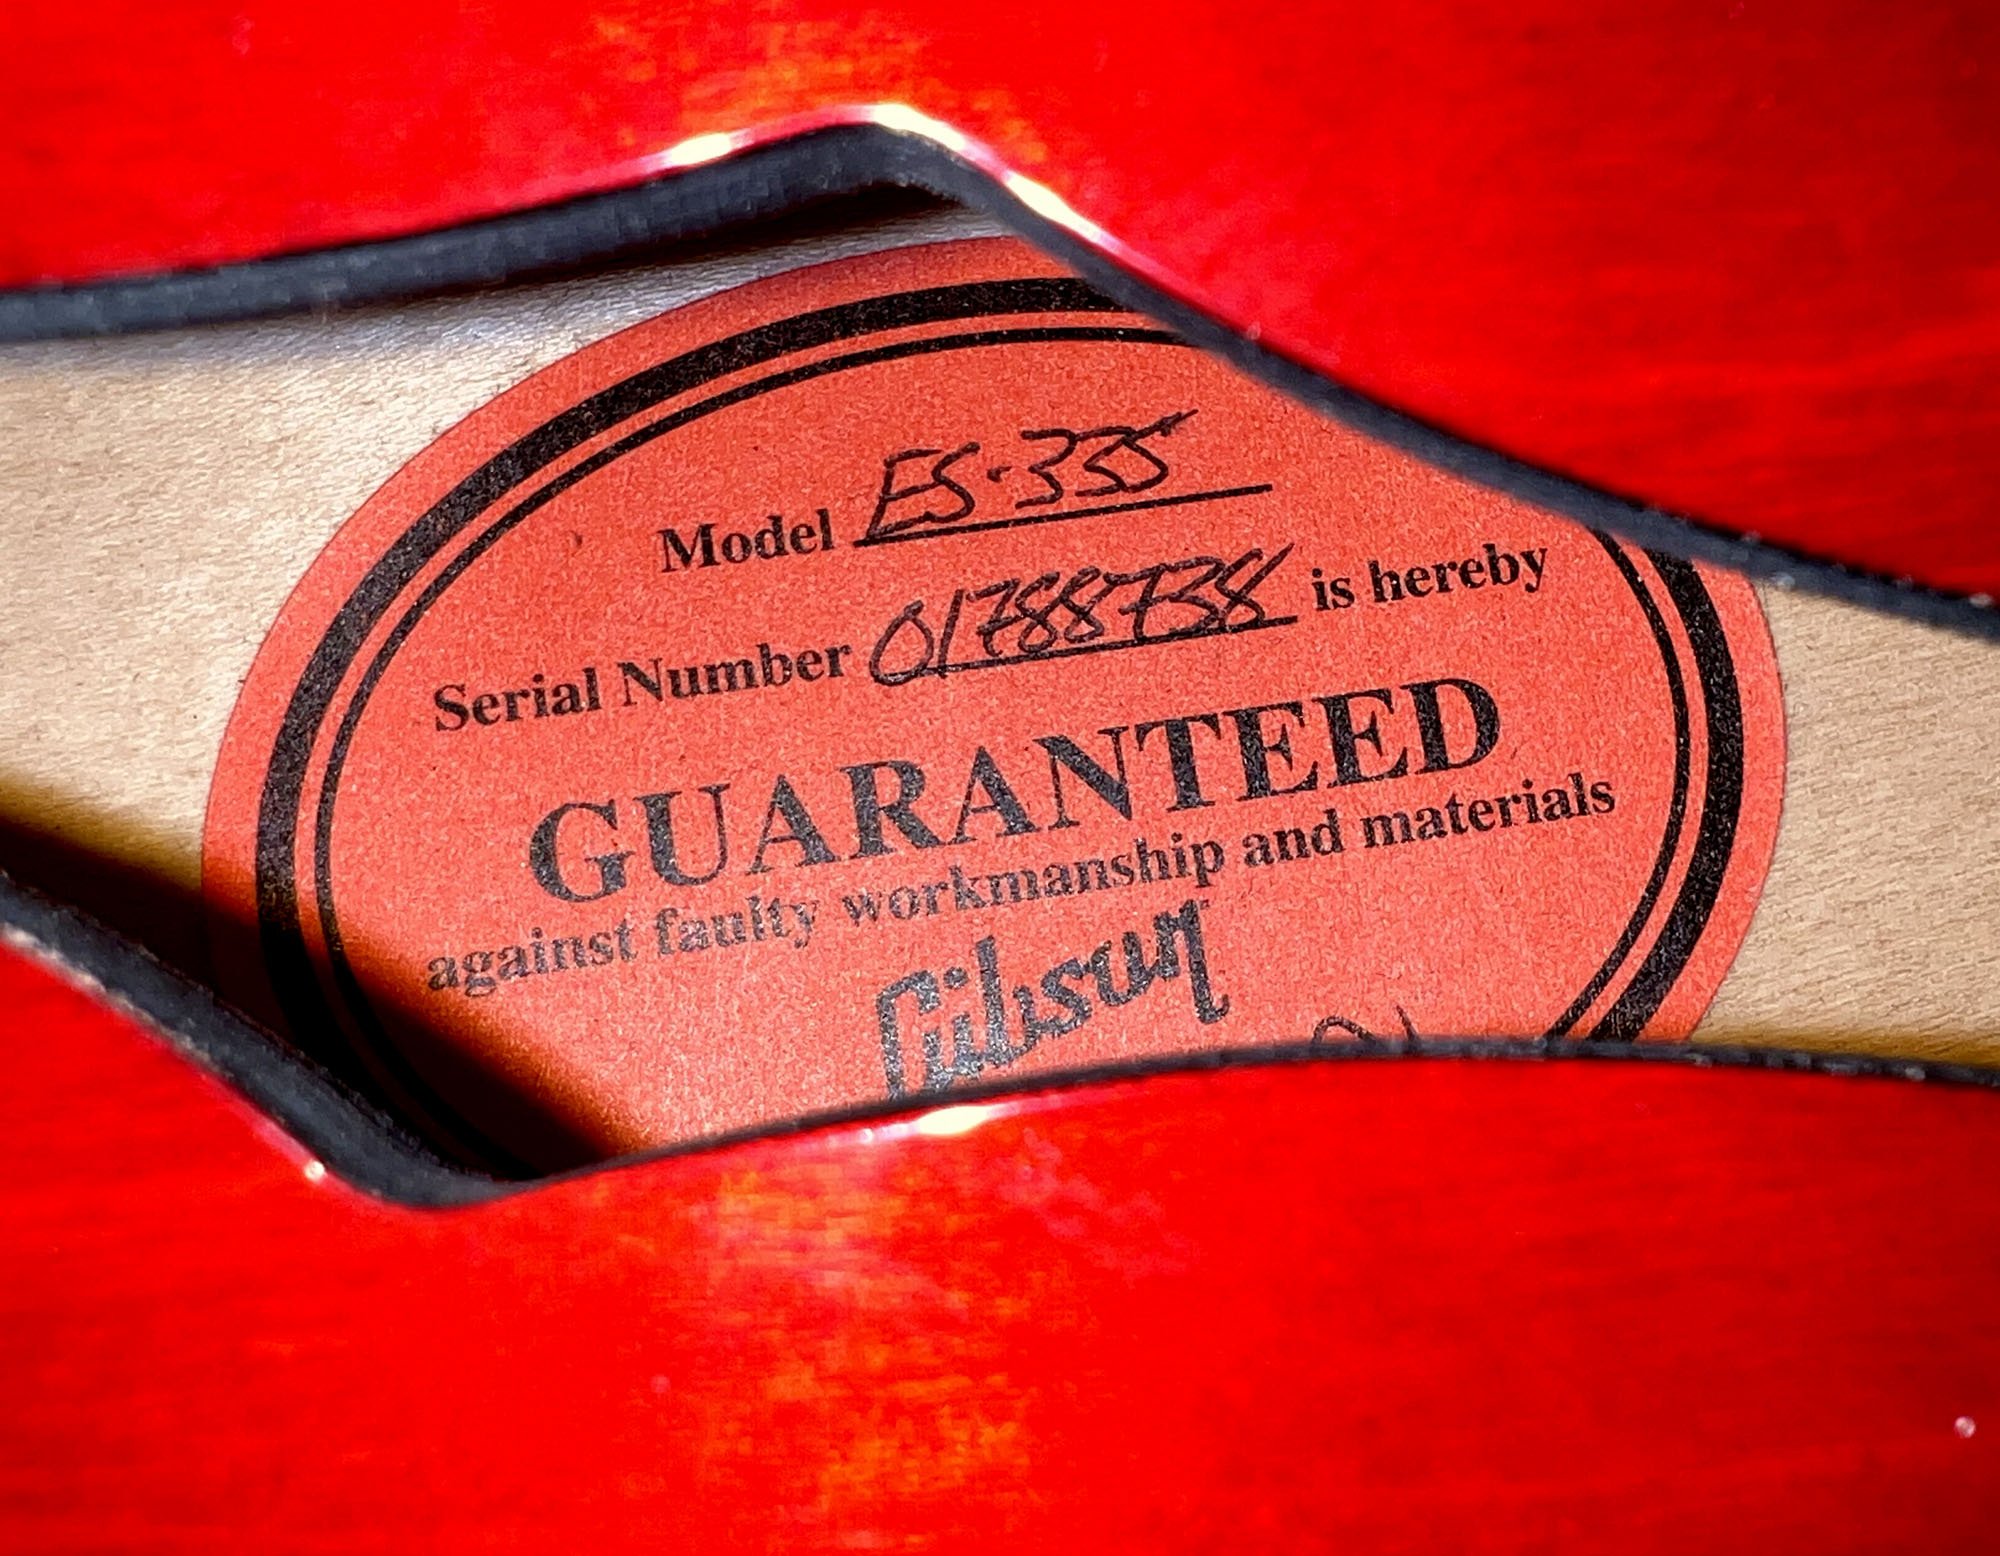 Model ES-335
Serial Number 01788738 is hereby
GUARANTEED
against faulty workmanship and materials
Gibson